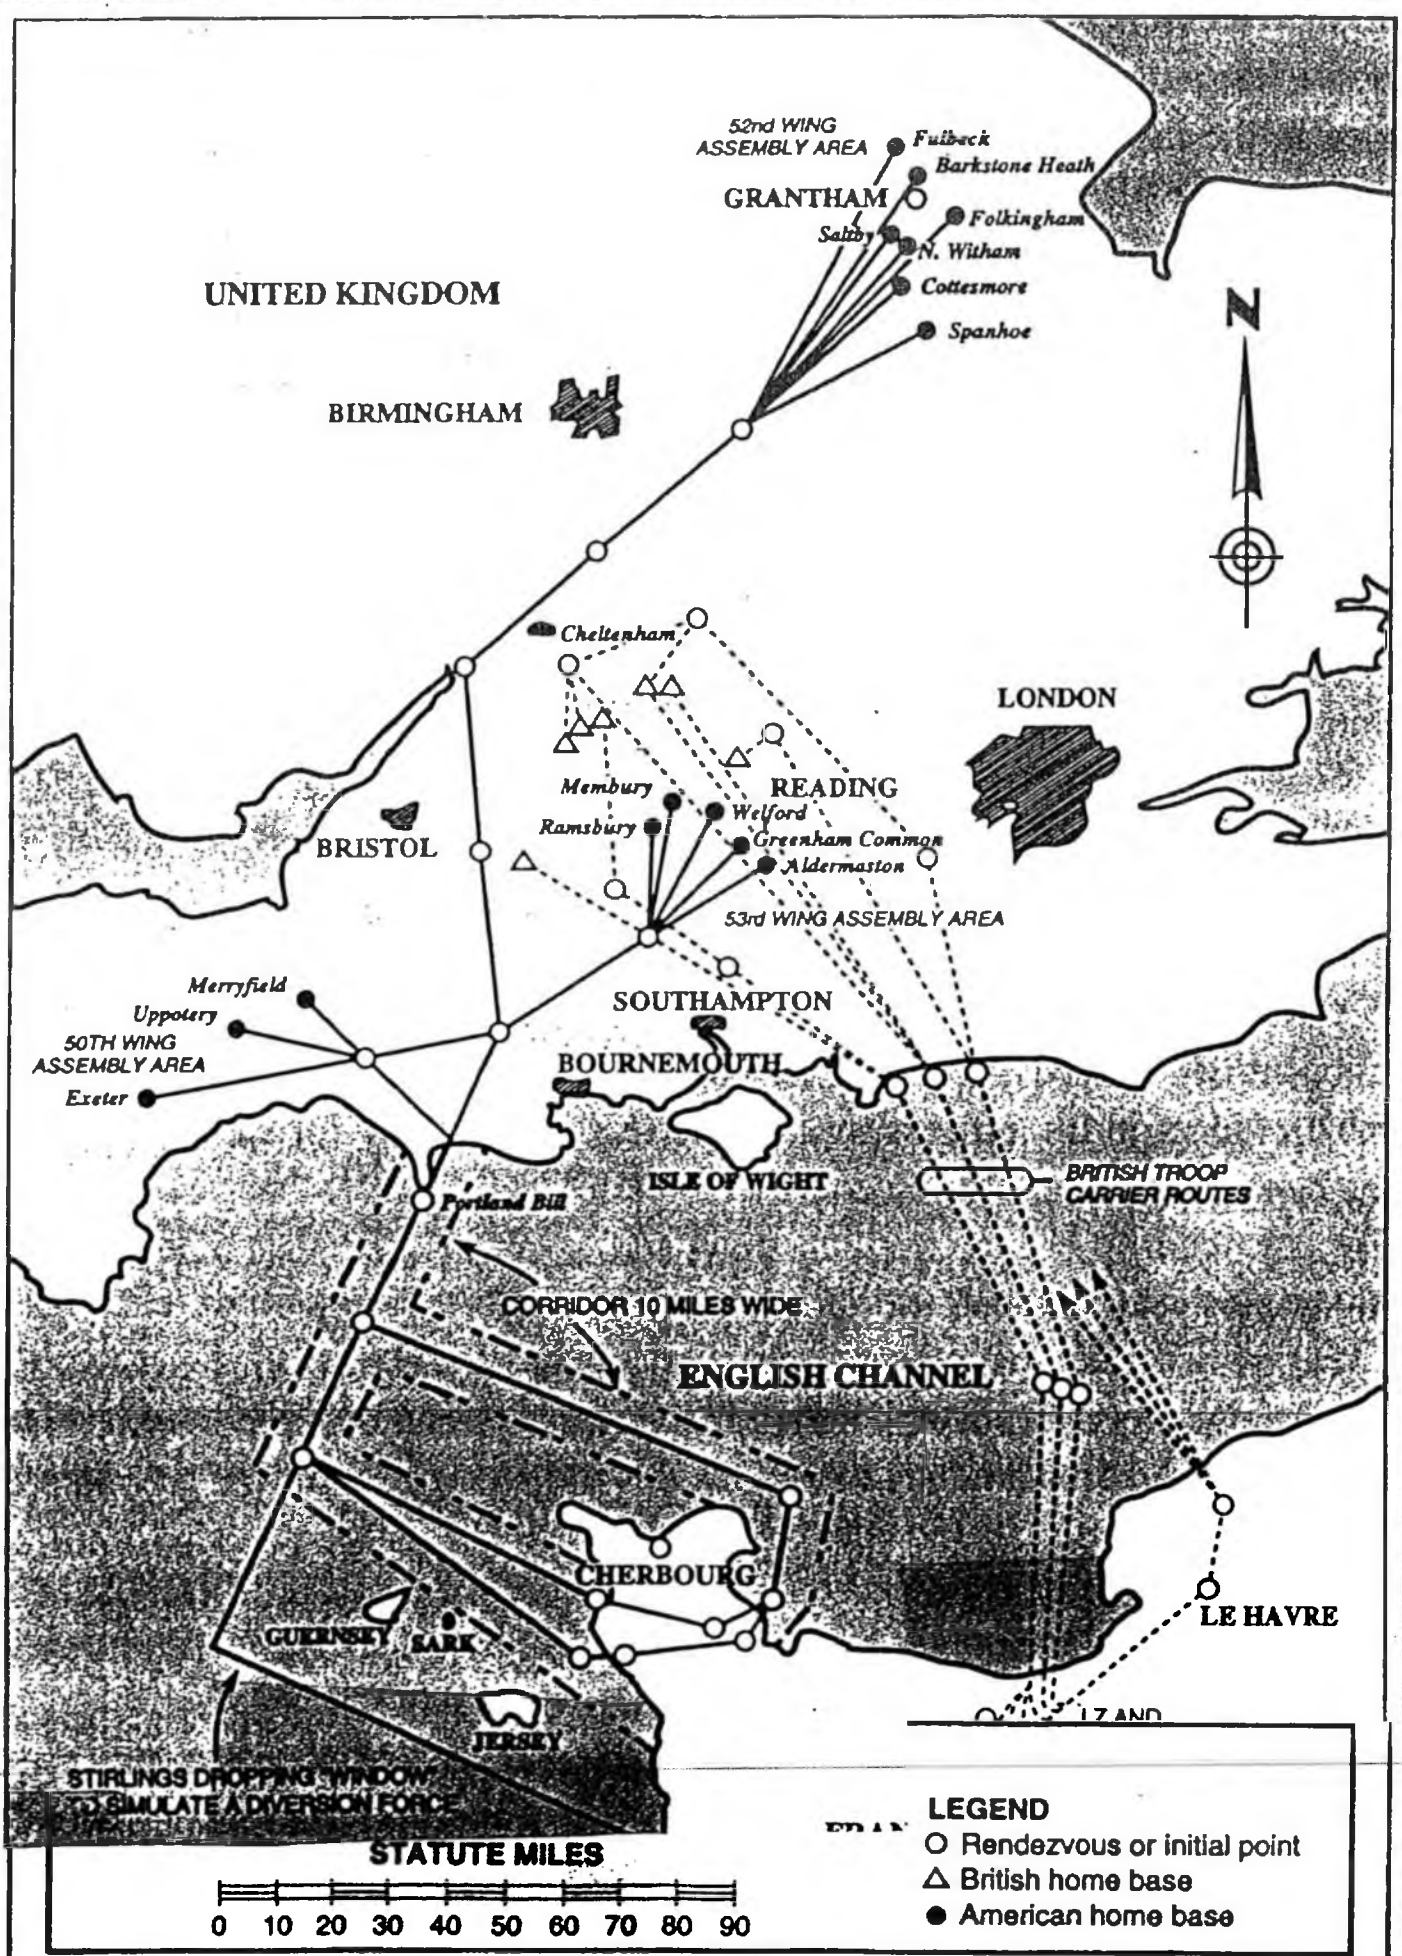 52nd WING
ASSEMBLY AREA
Fulbeck
Barkstone Heath
GRANTHAM
Folkingham
Saltby
N. Witham
UNITED KINGDOM
Cottesmore
N
Spanhoe
BIRMINGHAM
Cheltenham
LONDON
Membury
READING
Welford
Ramsbury
Greenham Common
BRISTOL
Aldermaston
53rd WING ASSEMBLY AREA
Merryfield
SOUTHAMPTON
Uppotery
50TH WING
ASSEMBLY AREA
BOURNEMOUTH
Exeter
ISLE OF WIGHT
BRITISH TROOP
CARRIER ROUTES
Portland Bill
CORRIDOR 10 MILES WIDE
ENGLISH CHANNEL
CHERBOURG
LE HAVRE
GUERNSEY
SARK
LZ AND
JERSEY
STIRLINGS DROPPING "WINDOW"
TO SIMULATE A DIVERSION FORCE
FRAN
LEGEND
Rendezvous or initial point
British home base
American home base
STATUTE MILES
0 10 20 30 40 50 60 70 80 90